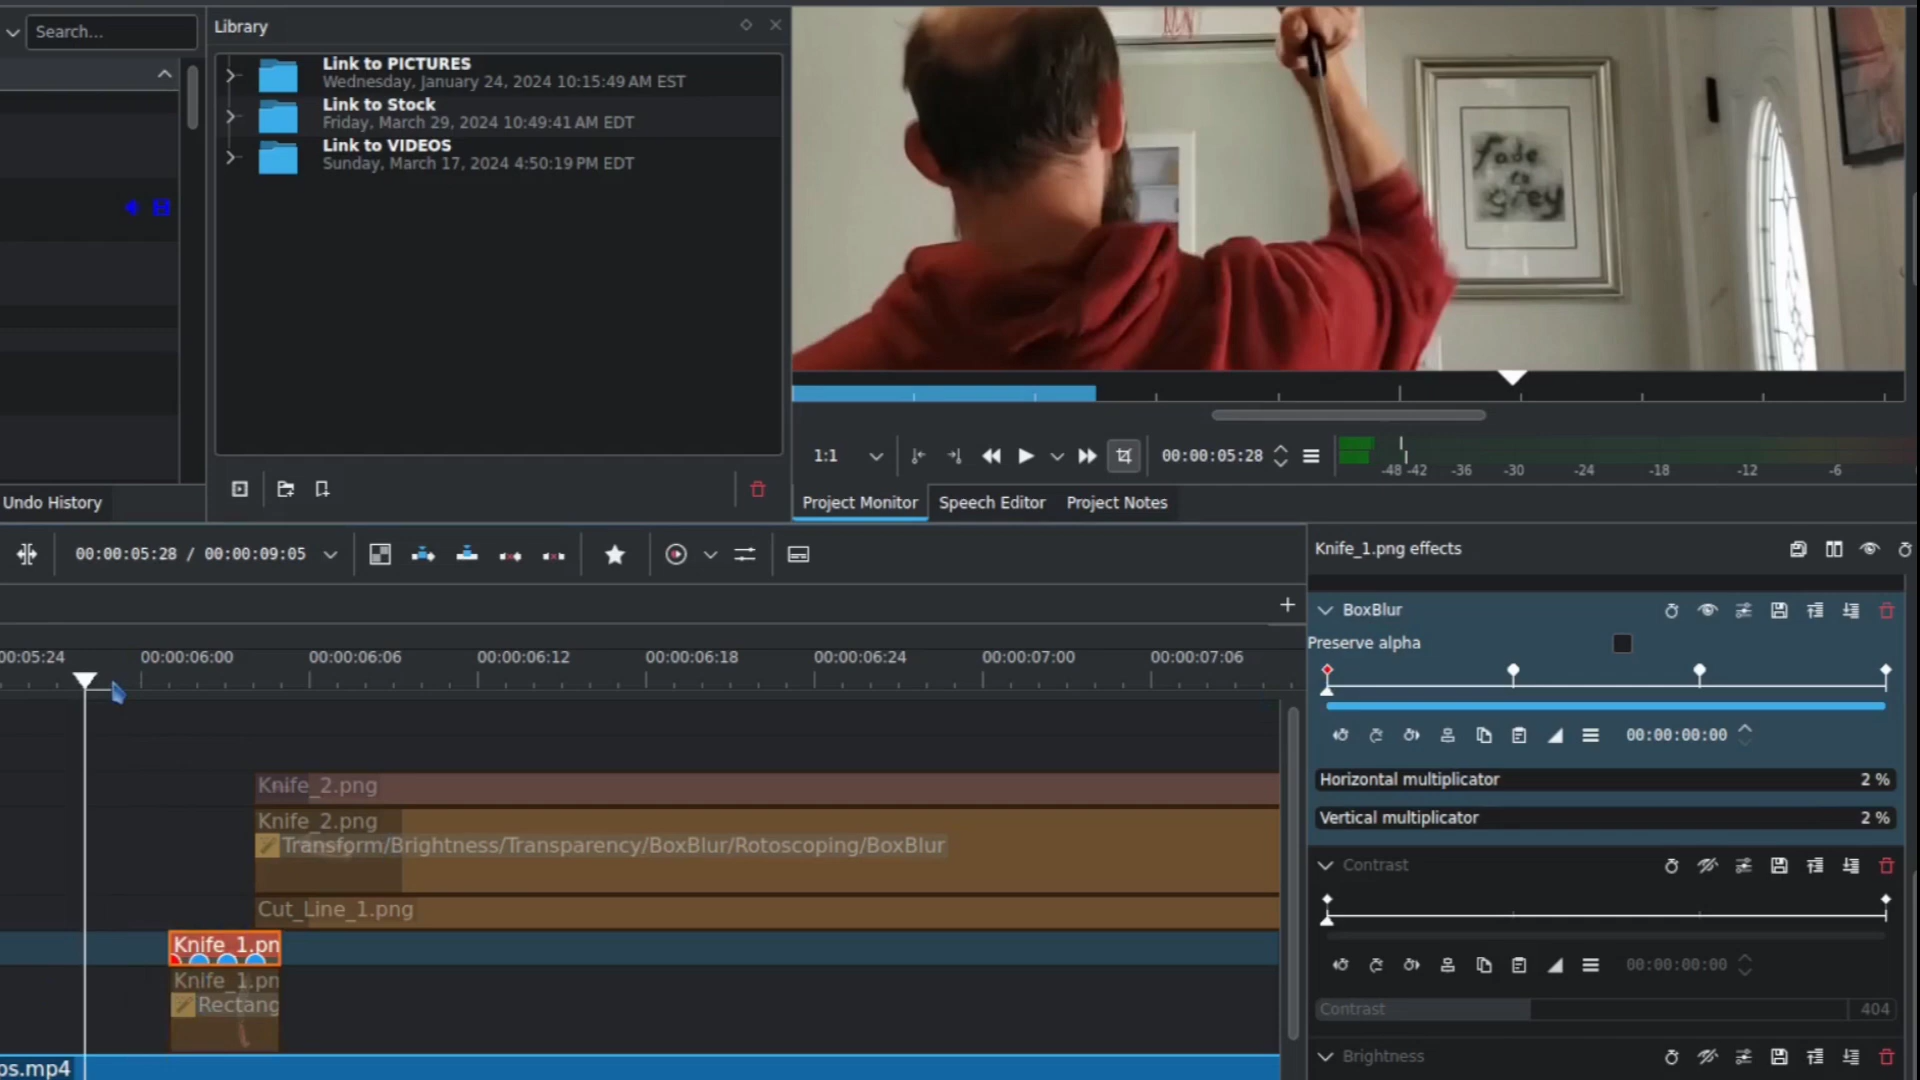 Search...
Library
Link to PICTURES
Wednesday, January 24, 2024 10:15:49 AM EST
Link to Stock
Friday, March 29, 2024 10:49:41 AM EDT
Link to VIDEOS
Sunday, March 17, 2024 4:50:19 PM EDT
Undo History
fade
to
grey
1:1
00:00:05:28
-48 -42 -36 -30 -24 -18 -12 -6
Project Monitor
Speech Editor
Project Notes
00:00:05:28 / 00:00:09:05
00:05:24
00:00:06:00
00:00:06:06
00:00:06:12
00:00:06:18
00:00:06:24
00:00:07:00
00:00:07:06
Knife_2.png
Knife_2.png
Transform/Brightness/Transparency/BoxBlur/Rotoscoping/BoxBlur
Cut_Line_1.png
Knife_1.pn
Knife_1.pn
Rectang
ps.mp4
Knife_1.png effects
BoxBlur
Preserve alpha
00:00:00:00
Horizontal multiplicator 2 %
Vertical multiplicator 2 %
Contrast
00:00:00:00
Contrast 404
Brightness